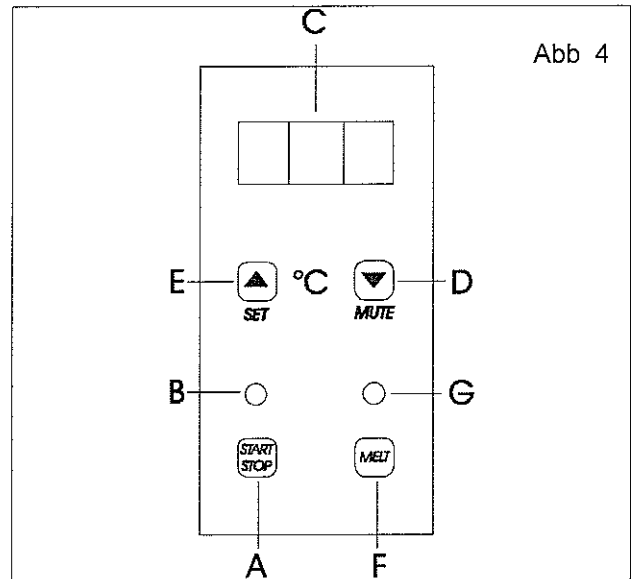 C
Abb 4
E °C D
SET MUTE
B G
START
STOP MELT
A F